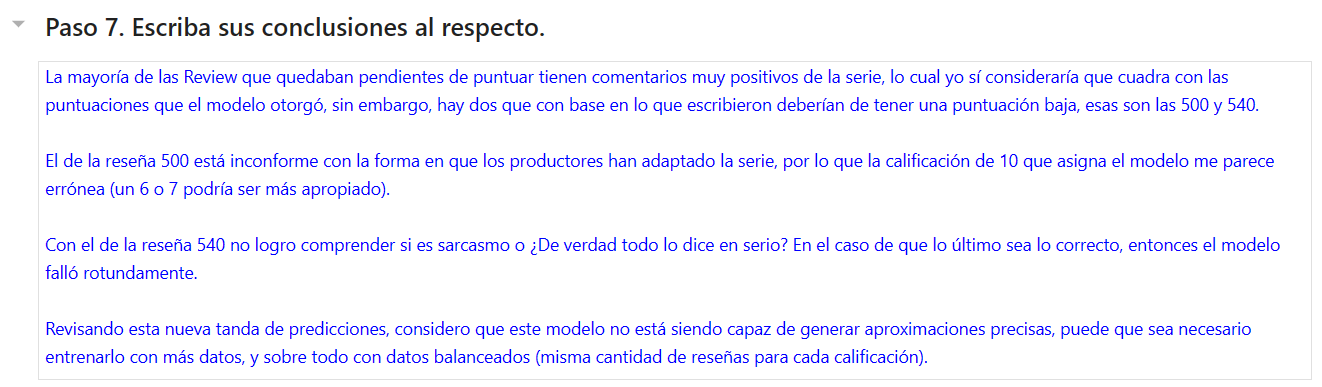 Paso 7. Escriba sus conclusiones al respecto.
La mayoría de las Review que quedaban pendientes de puntuar tienen comentarios muy positivos de la serie, lo cual yo sí consideraría que cuadra con las
puntuaciones que el modelo otorgó, sin embargo, hay dos que con base en lo que escribieron deberían de tener una puntuación baja, esas son las 500 y 540.
El de la reseña 500 está inconforme con la forma en que los productores han adaptado la serie, por lo que la calificación de 10 que asigna el modelo me parece
errónea (un 6 o 7 podría ser más apropiado).
Con el de la reseña 540 no logro comprender si es sarcasmo o ¿De verdad todo lo dice en serio? En el caso de que lo último sea lo correcto, entonces el modelo
falló rotundamente.
Revisando esta nueva tanda de predicciones, considero que este modelo no está siendo capaz de generar aproximaciones precisas, puede que sea necesario
entrenarlo con más datos, y sobre todo con datos balanceados (misma cantidad de reseñas para cada calificación).